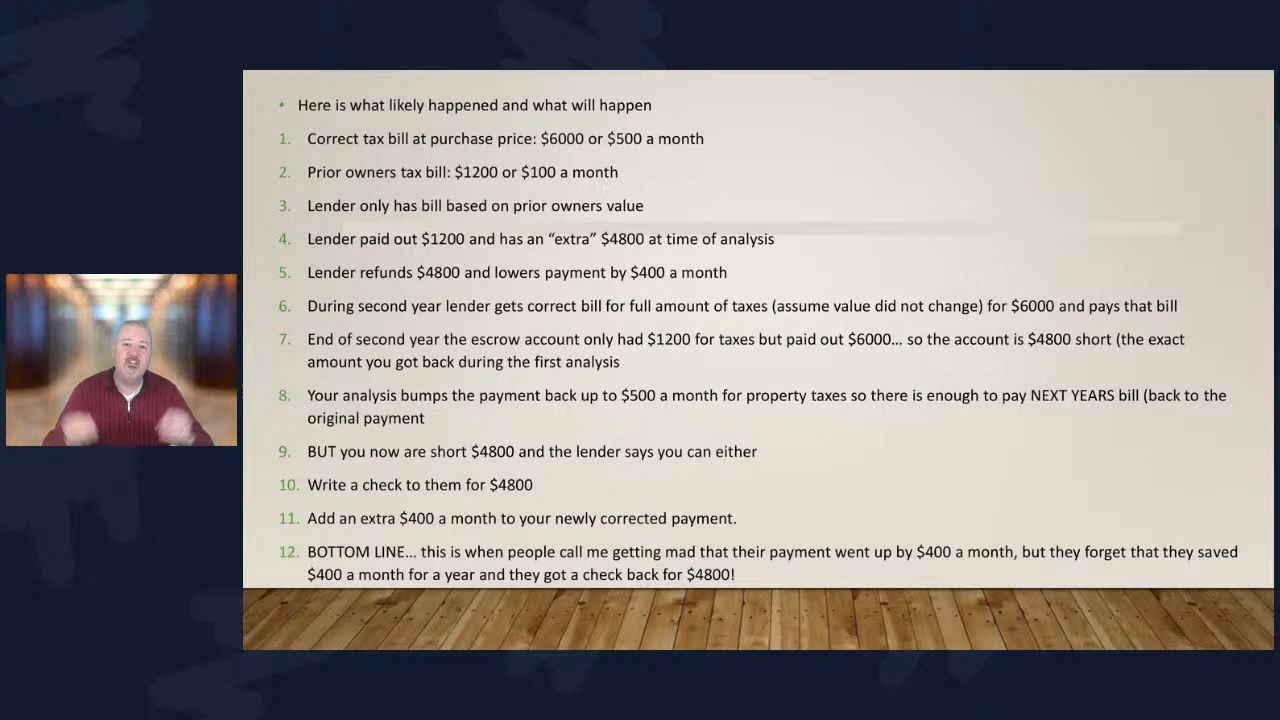 • Here is what likely happened and what will happen
1. Correct tax bill at purchase price: $6000 or $500 a month
2. Prior owners tax bill: $1200 or $100 a month
3. Lender only has bill based on prior owners value
4. Lender paid out $1200 and has an “extra” $4800 at time of analysis
5. Lender refunds $4800 and lowers payment by $400 a month
6. During second year lender gets correct bill for full amount of taxes (assume value did not change) for $6000 and pays that bill
7. End of second year the escrow account only had $1200 for taxes but paid out $6000… so the account is $4800 short (the exact
amount you got back during the first analysis
8. Your analysis bumps the payment back up to $500 a month for property taxes so there is enough to pay NEXT YEARS bill (back to the
original payment
9. BUT you now are short $4800 and the lender says you can either
10. Write a check to them for $4800
11. Add an extra $400 a month to your newly corrected payment.
12. BOTTOM LINE… this is when people call me getting mad that their payment went up by $400 a month, but they forget that they saved
$400 a month for a year and they got a check back for $4800!